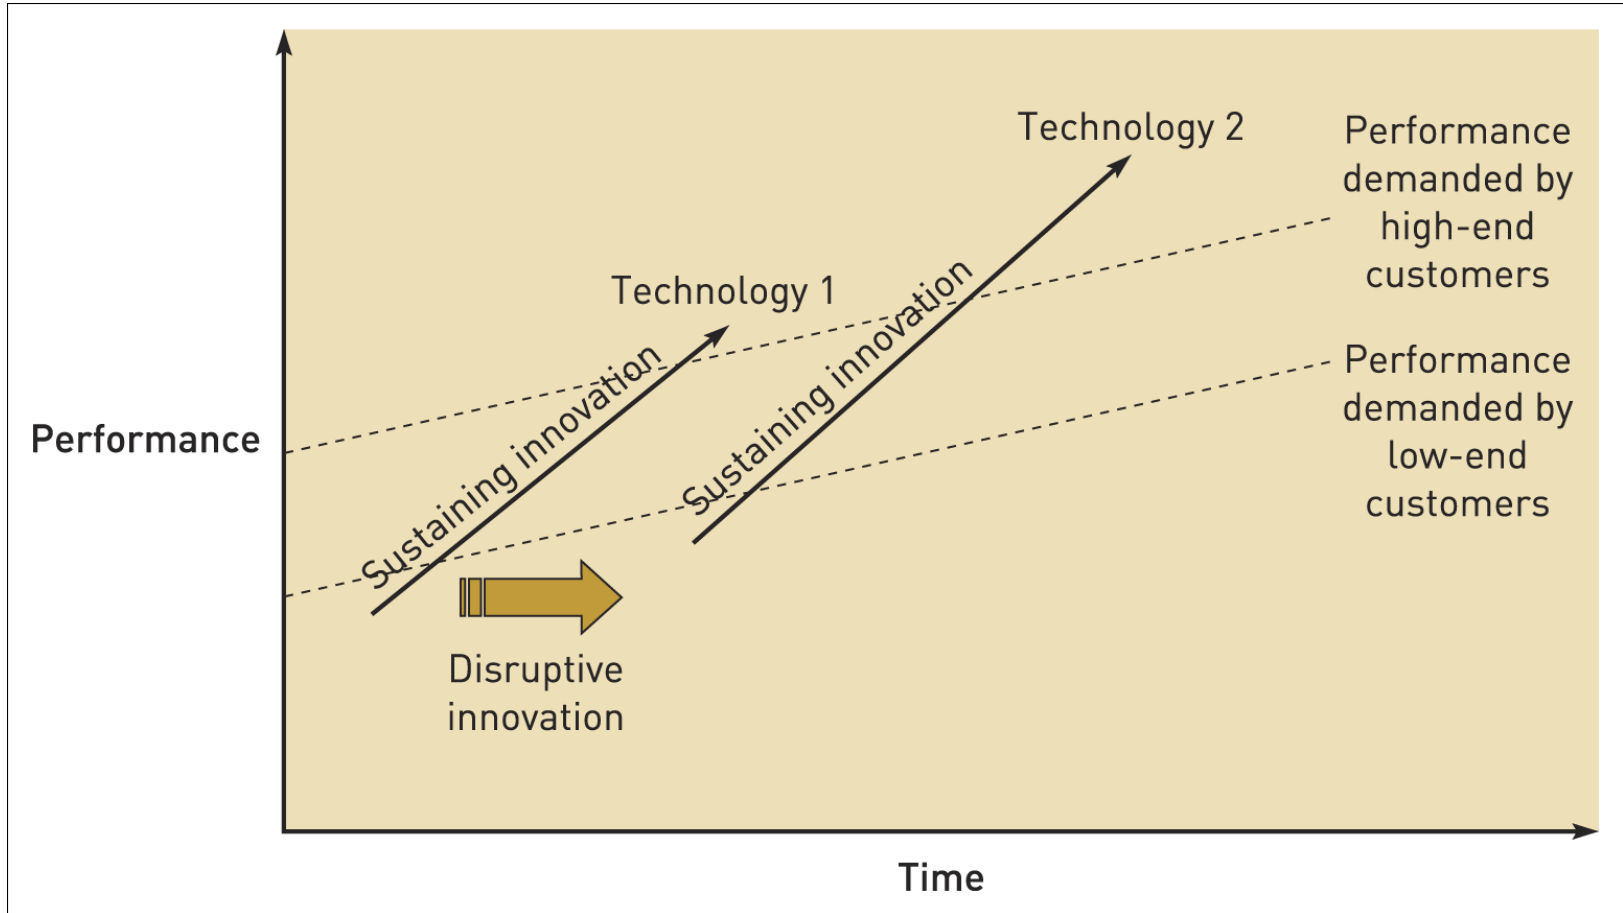 Technology 2
Performance
demanded by
high-end
customers
Technology 1
Sustaining innovation
Sustaining innovation
Performance
demanded by
low-end
customers
Performance
Disruptive
innovation
Time